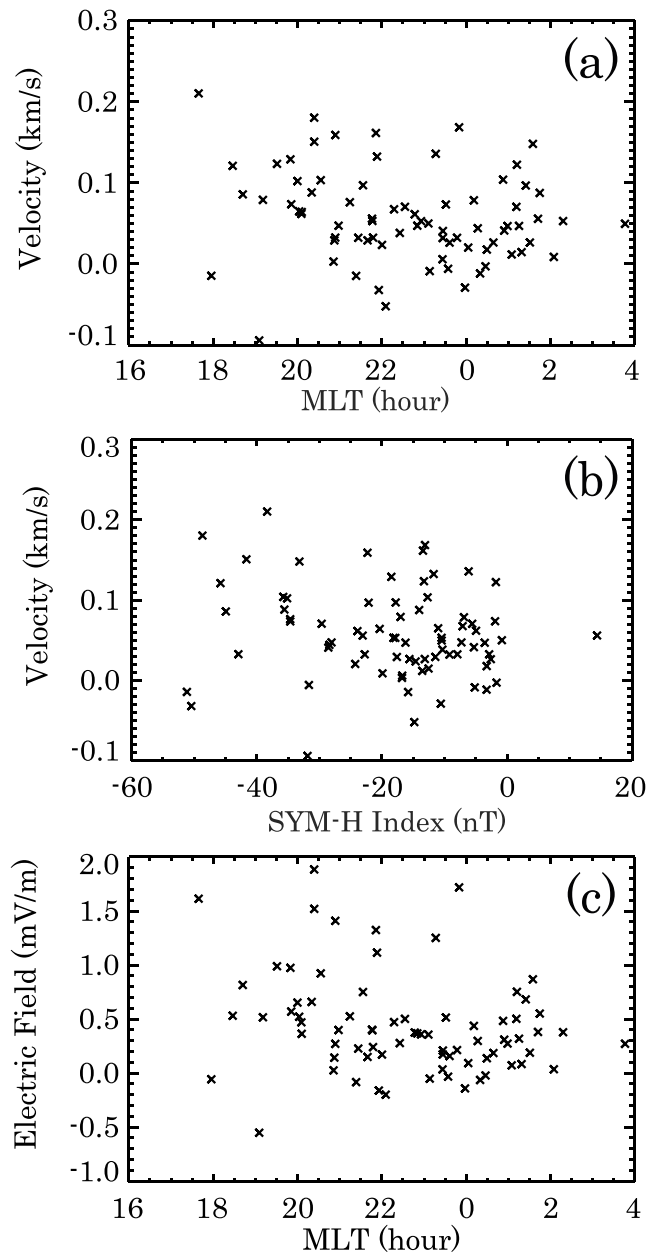 0.3
(a)
0.2
0.1
0.0
-0.1
Velocity (km/s)
16 18 20 22 0 2 4
MLT (hour)
0.3
(b)
0.2
0.1
0.0
-0.1
Velocity (km/s)
-60 -40 -20 0 20
SYM-H Index (nT)
2.0
(c)
1.5
1.0
0.5
0.0
-0.5
-1.0
Electric Field (mV/m)
16 18 20 22 0 2 4
MLT (hour)